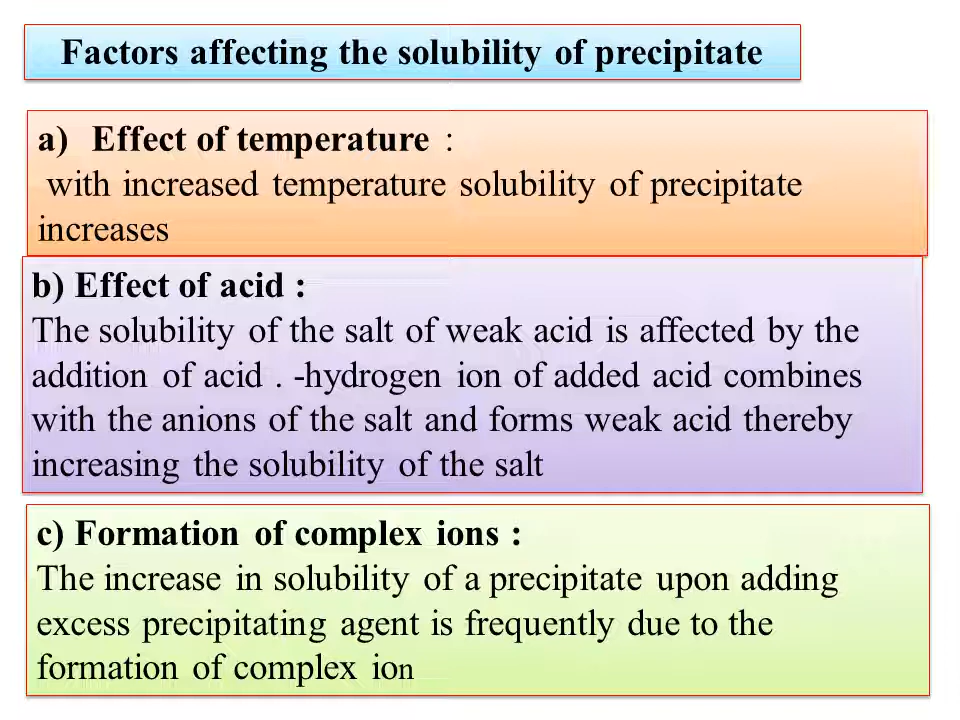 Factors affecting the solubility of precipitate
a) Effect of temperature :
with increased temperature solubility of precipitate
increases
b) Effect of acid :
The solubility of the salt of weak acid is affected by the
addition of acid . -hydrogen ion of added acid combines
with the anions of the salt and forms weak acid thereby
increasing the solubility of the salt
c) Formation of complex ions :
The increase in solubility of a precipitate upon adding
excess precipitating agent is frequently due to the
formation of complex ion